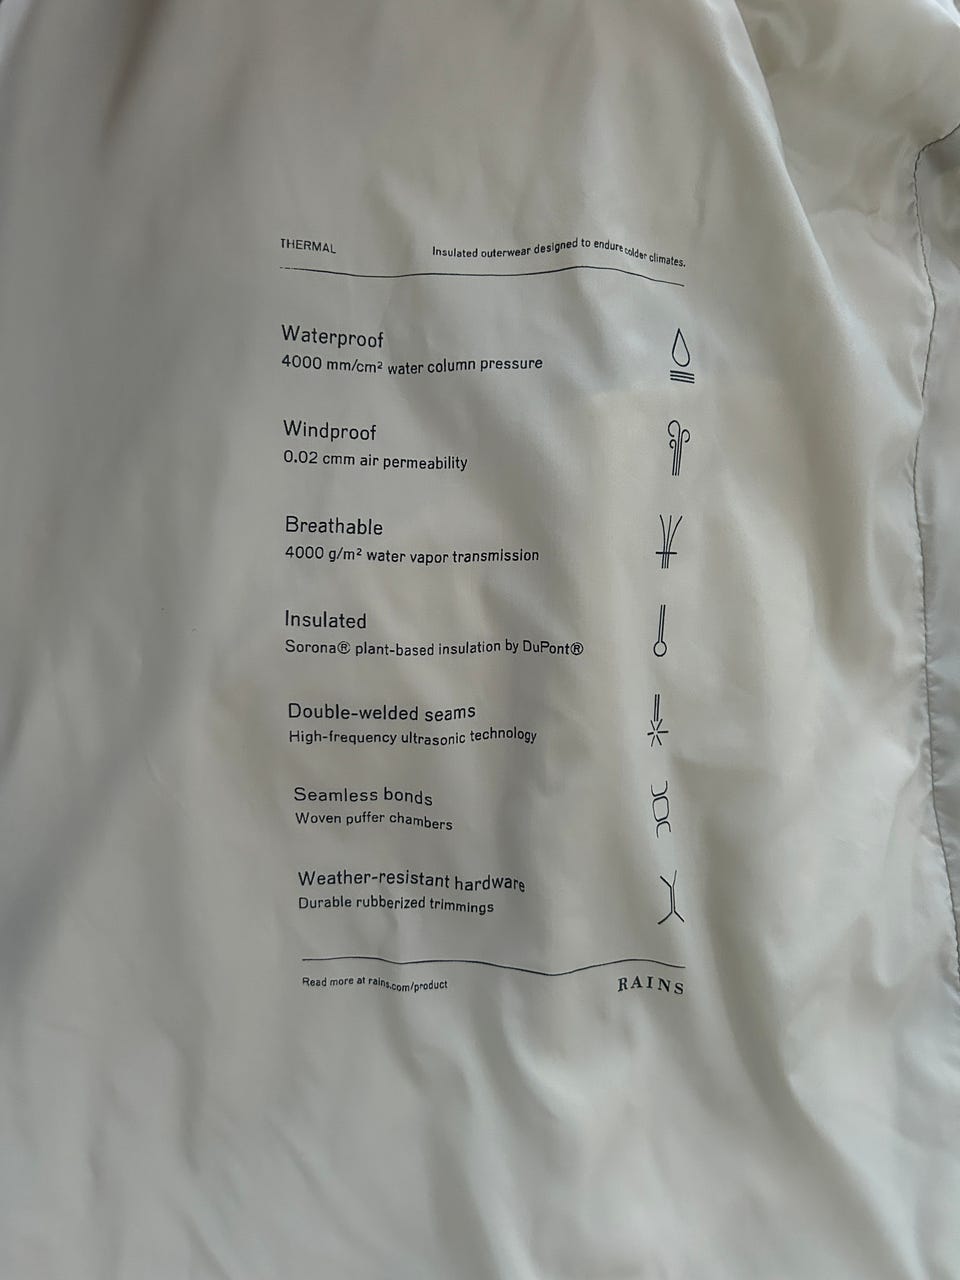 THERMAL Insulated outerwear designed to endure colder climates.
Waterproof
4000 mm/cm² water column pressure
Windproof
0.02 cmm air permeability
Breathable
4000 g/m² water vapor transmission
Insulated
Sorona® plant-based insulation by DuPont®
Double-welded seams
High-frequency ultrasonic technology
Seamless bonds
Woven puffer chambers
Weather-resistant hardware
Durable rubberized trimmings
Read more at rains.com/product RAINS